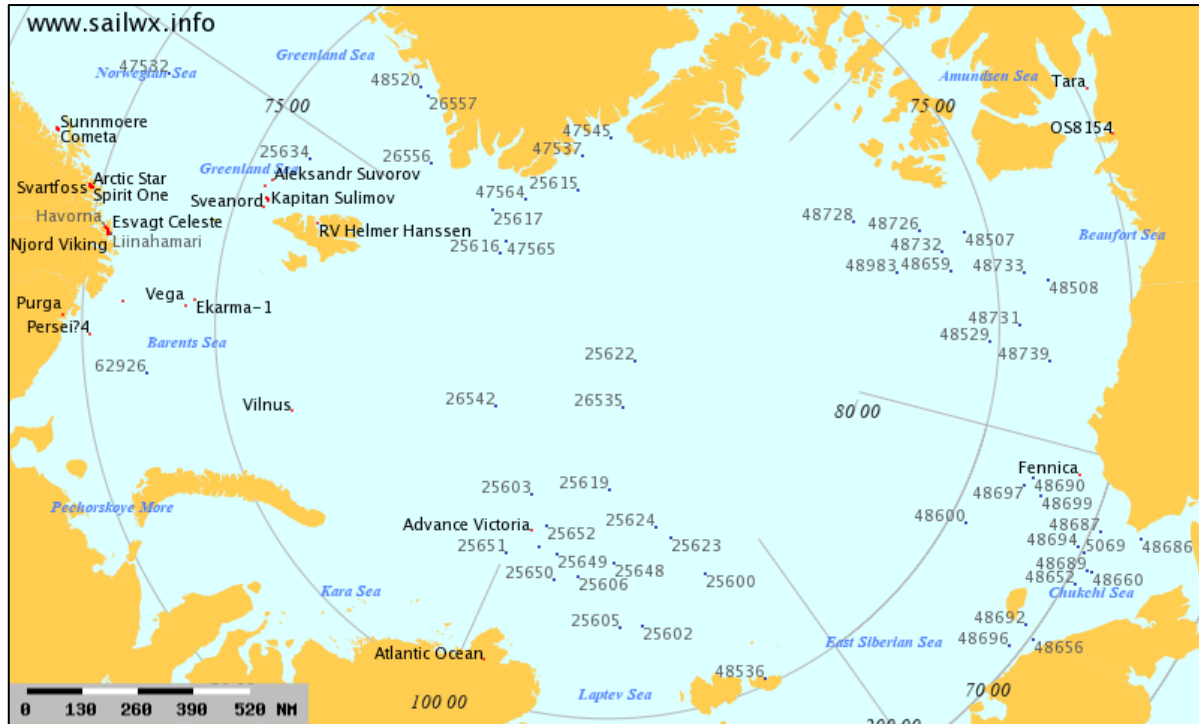 www.sailwx.info
Greenland Sea
47532
Norwegian Sea
48520
Amundsen Sea
Tara
75 00
26557
75 00
Sunnmoere
Cometa
47545
OS8154
25634
26556
47537
Greenland Sea
Aleksandr Suvorov
Svartfoss
Arctic Star
Spirit One
47564
25615
Sveanord
Kapitan Sulimov
Havorna
Esvagt Celeste
25617
48728
48726
RV Helmer Hanssen
Njord Viking
Liinahamari
25616
47565
48732
48507
Beaufort Sea
48983
48659
48733
48508
Vega
Ekarma-1
Purga
Persei?4
48731
Barents Sea
48529
62926
25622
48739
Vilnus
26542
26535
80 00
Fennica
25603
25619
48697
48690
48699
Pechorskoye More
Advance Victoria
25652
25624
48600
48687
25651
25623
48694
5069
48686
25649
25648
48689
25650
25606
25600
48652
48660
Kara Sea
Chukchi Sea
25605
25602
48692
East Siberian Sea
48696
48656
Atlantic Ocean
48536
100 00
Laptev Sea
70 00
0 130 260 390 520 NM